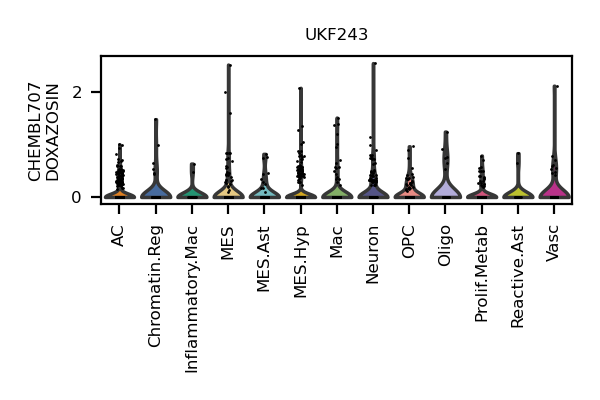 UKF243
CHEMBL707
DOXAZOSIN
2
0
AC
Chromatin.Reg
Inflammatory.Mac
MES
MES.Ast
MES.Hyp
Mac
Neuron
OPC
Oligo
Prolif.Metab
Reactive.Ast
Vasc